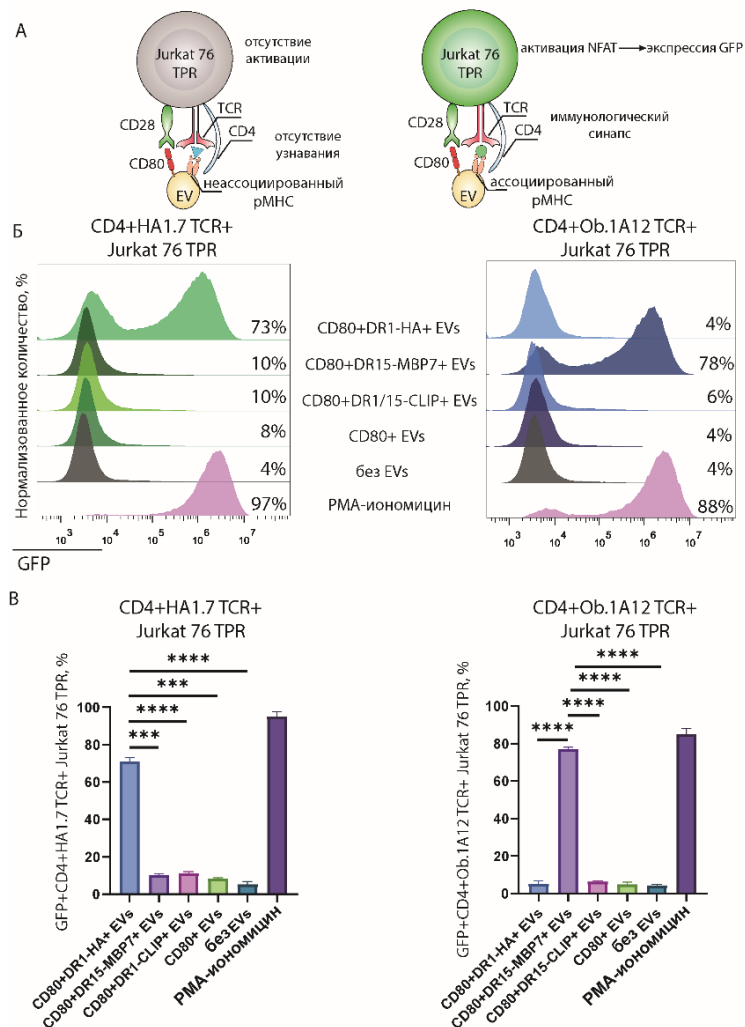 А
Jurkat 76
TPR
отсутствие
активации
CD28
TCR
CD4
CD80
отсутствие
узнавания
EV
неассоциированный
pMHC
Jurkat 76
TPR
активация NFAT экспрессия GFP
CD28
TCR
CD4
CD80
иммунологический
синапс
EV
ассоциированный
pMHC
Б
CD4+HA1.7 TCR+
Jurkat 76 TPR
Нормализованное количество, %
73%
10%
10%
8%
4%
97%
10³ 10⁴ 10⁵ 10⁶ 10⁷
GFP
CD80+DR1-HA+ EVs
CD80+DR15-MBP7+ EVs
CD80+DR1/15-CLIP+ EVs
CD80+ EVs
без EVs
PMA-иономицин
CD4+Ob.1A12 TCR+
Jurkat 76 TPR
4%
78%
6%
4%
4%
88%
10³ 10⁴ 10⁵ 10⁶ 10⁷
В
CD4+HA1.7 TCR+
Jurkat 76 TPR
GFP+CD4+HA1.7 TCR+ Jurkat 76 TPR, %
100
80
60
40
20
0
****
***
****
***
CD80+DR1-HA+ EVs
CD80+DR15-MBP7+ EVs
CD80+DR1-CLIP+ EVs
CD80+ EVs
без EVs
PMA-иономицин
CD4+Ob.1A12 TCR+
Jurkat 76 TPR
GFP+CD4+Ob.1A12 TCR+ Jurkat 76 TPR, %
100
80
60
40
20
0
****
****
****
****
CD80+DR1-HA+ EVs
CD80+DR15-MBP7+ EVs
CD80+DR15-CLIP+ EVs
CD80+ EVs
без EVs
PMA-иономицин